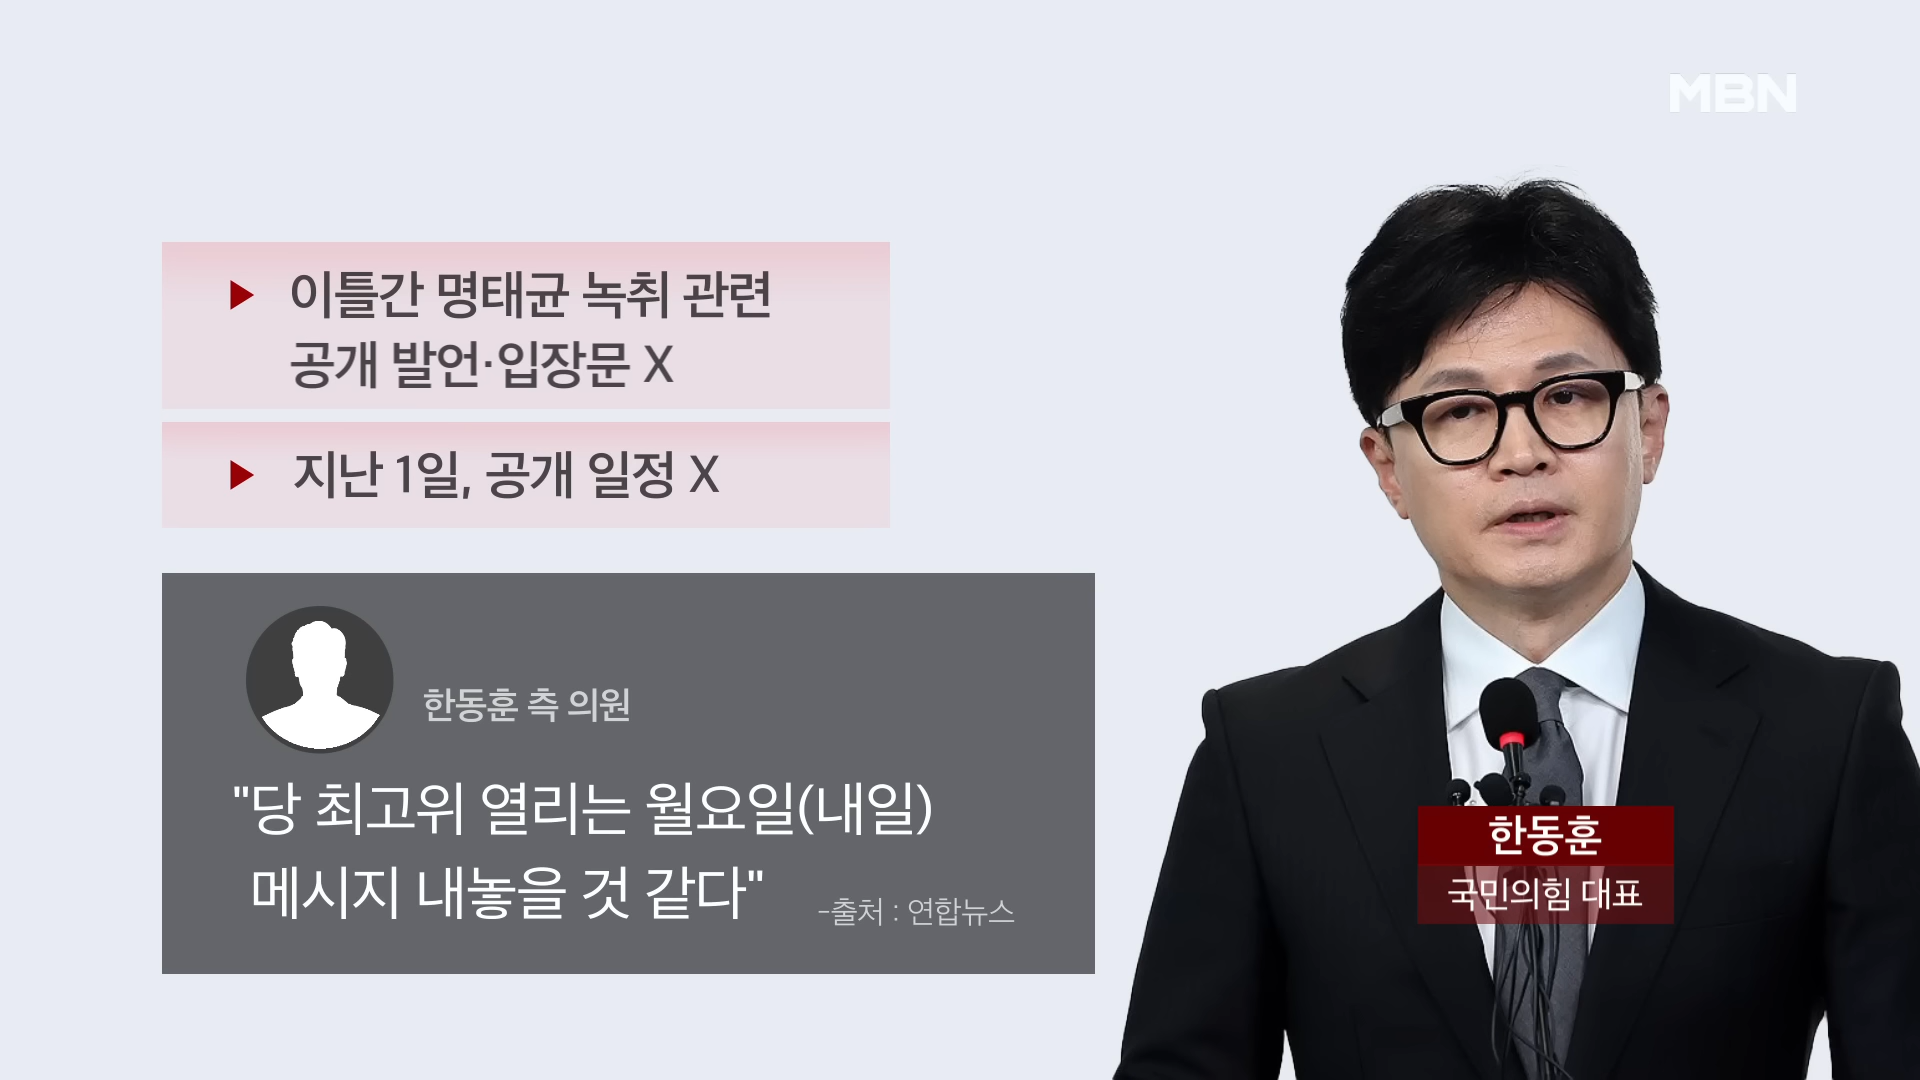 MBN
▶ 이틀간 명태균 녹취 관련
공개 발언·입장문 X
▶ 지난 1일, 공개 일정 X
한동훈 측 의원
"당 최고위 열리는 월요일(내일)
메시지 내놓을 것 같다"
-출처 : 연합뉴스
한동훈
국민의힘 대표